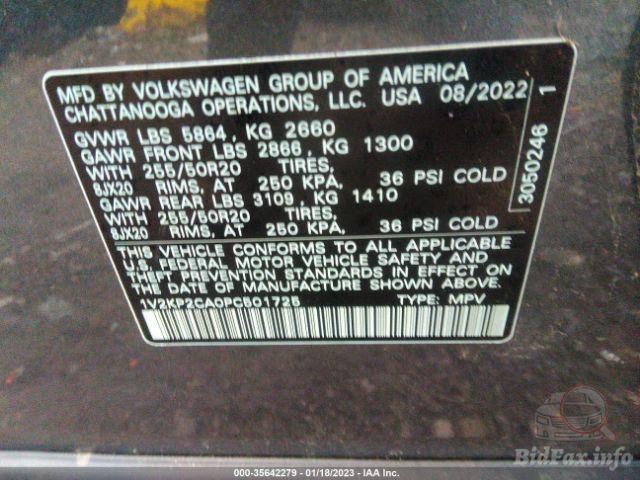 MFD BY VOLKSWAGEN GROUP OF AMERICA
CHATTANOOGA OPERATIONS, LLC. USA 08/2022
GVWR LBS 5864, KG 2660
GAWR FRONT LBS 2866, KG 1300
WITH 255/50R20 TIRES,
8JX20 RIMS, AT 250 KPA, 36 PSI COLD
GAWR REAR LBS 3109, KG 1410
WITH 255/50R20 TIRES,
8JX20 RIMS, AT 250 KPA, 36 PSI COLD
THIS VEHICLE CONFORMS TO ALL APPLICABLE
U.S. FEDERAL MOTOR VEHICLE SAFETY AND
THEFT PREVENTION STANDARDS IN EFFECT ON
THE DATE OF MANUFACTURE SHOWN ABOVE.
1V2KP2CA0PC501725 TYPE: MPV
3050246 1
BidFax.info
000-35642279 - 01/18/2023 - IAA Inc.